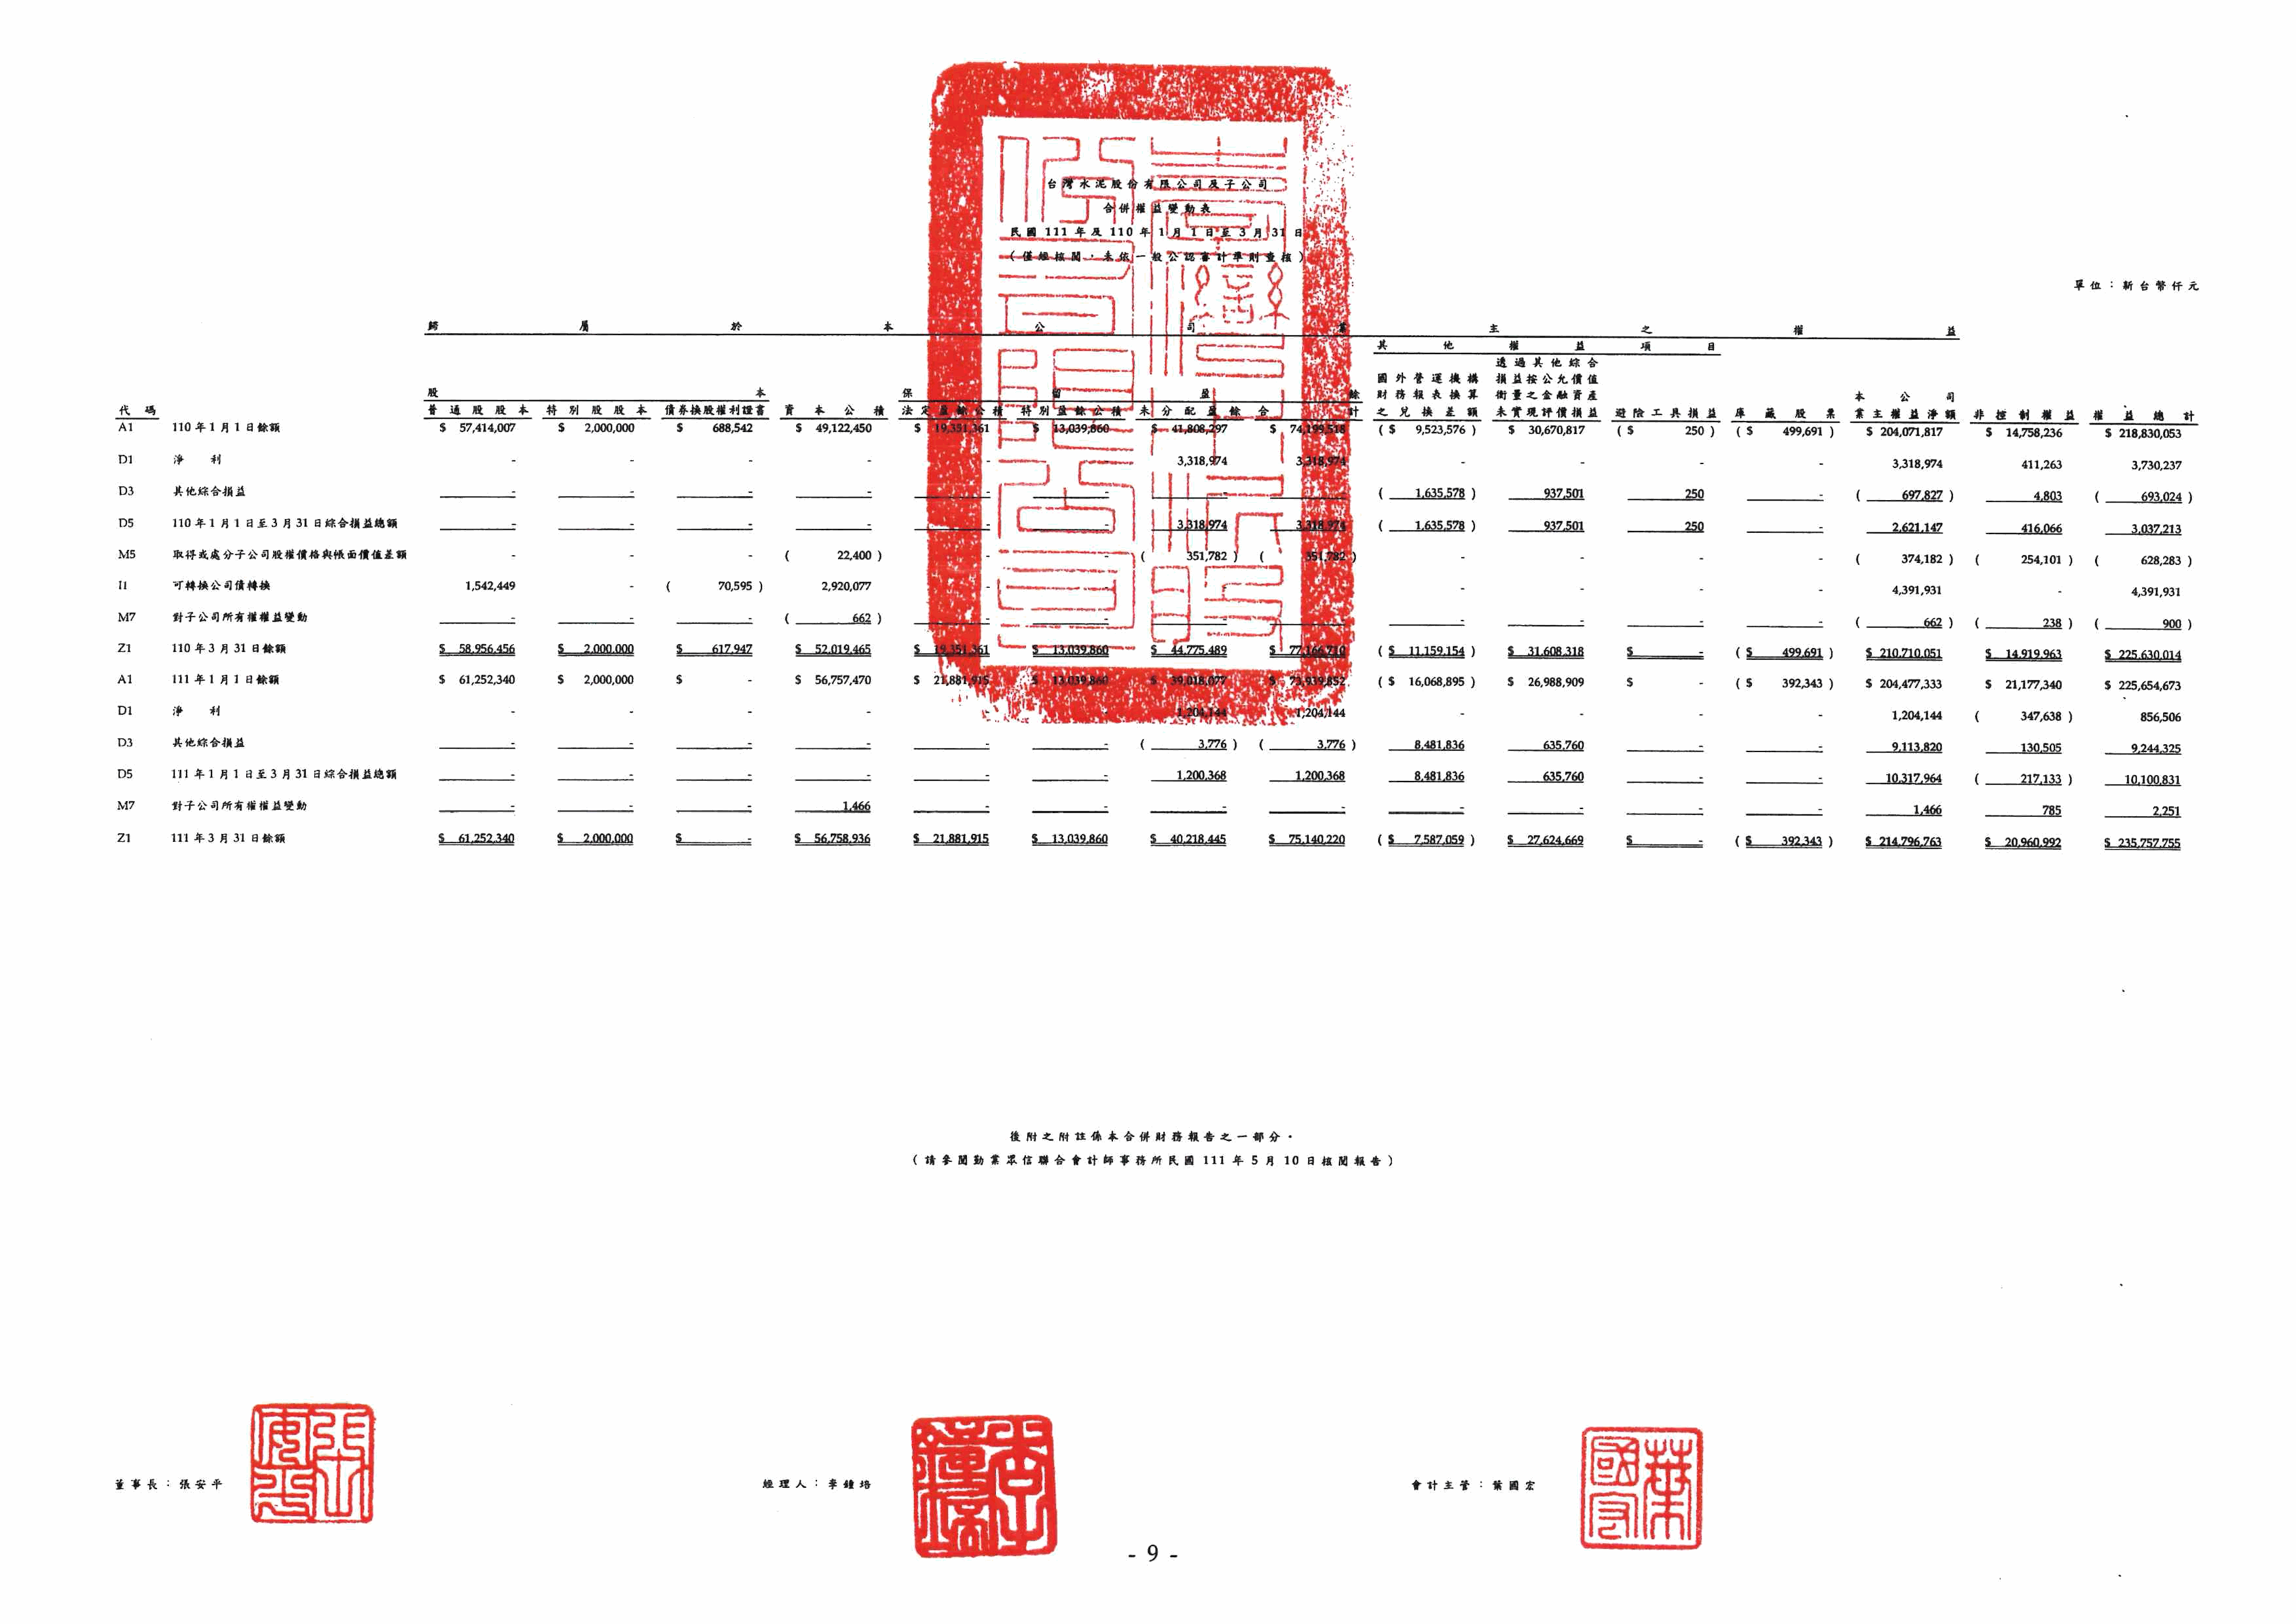 台灣水泥股份有限公司及子公司
合併權益變動表
民國 111 年及 110 年 1 月 1 日至 3 月 31 日
(僅經核閱,未依一般公認審計準則查核)
單位:新台幣仟元
歸屬於本公司業主之權益
其他權益項目
股本 保留盈餘
代碼 普通股股本 特別股股本 債券換股權利證書 資本公積 法定盈餘公積 特別盈餘公積 未分配盈餘 合計 國外營運機構財務報表換算之兌換差額 透過其他綜合損益按公允價值衡量之金融資產未實現評價損益 避險工具損益 庫藏股票 本公司業主權益淨額 非控制權益 權益總計
A1 110 年 1 月 1 日餘額 $ 57,414,007 $ 2,000,000 $ 688,542 $ 49,122,450 $ 19,351,361 $ 13,039,860 $ 41,808,297 $ 74,199,518 ($ 9,523,576) $ 30,670,817 ($ 250) ($ 499,691) $ 204,071,817 $ 14,758,236 $ 218,830,053
D1 淨利 - - - - - - 3,318,974 3,318,974 - - - - 3,318,974 411,263 3,730,237
D3 其他綜合損益 - - - - - - - - (1,635,578) 937,501 250 - (697,827) 4,803 (693,024)
D5 110 年 1 月 1 日至 3 月 31 日綜合損益總額 - - - - - - 3,318,974 3,318,974 (1,635,578) 937,501 250 - 2,621,147 416,066 3,037,213
M5 取得或處分子公司股權價格與帳面價值差額 - - - (22,400) - - (351,782) (351,782) - - - - (374,182) (254,101) (628,283)
I1 可轉換公司債轉換 1,542,449 - (70,595) 2,920,077 - - - - - - - - 4,391,931 - 4,391,931
M7 對子公司所有權權益變動 - - - (662) - - - - - - - - (662) (238) (900)
Z1 110 年 3 月 31 日餘額 $ 58,956,456 $ 2,000,000 $ 617,947 $ 52,019,465 $ 19,351,361 $ 13,039,860 $ 44,775,489 $ 77,166,710 ($ 11,159,154) $ 31,608,318 $ - ($ 499,691) $ 210,710,051 $ 14,919,963 $ 225,630,014
A1 111 年 1 月 1 日餘額 $ 61,252,340 $ 2,000,000 $ - $ 56,757,470 $ 21,881,915 $ 13,039,860 $ 39,018,077 $ 73,939,852 ($ 16,068,895) $ 26,988,909 $ - ($ 392,343) $ 204,477,333 $ 21,177,340 $ 225,654,673
D1 淨利 - - - - - - 1,204,144 1,204,144 - - - - 1,204,144 (347,638) 856,506
D3 其他綜合損益 - - - - - - (3,776) (3,776) 8,481,836 635,760 - - 9,113,820 130,505 9,244,325
D5 111 年 1 月 1 日至 3 月 31 日綜合損益總額 - - - - - - 1,200,368 1,200,368 8,481,836 635,760 - - 10,317,964 (217,133) 10,100,831
M7 對子公司所有權權益變動 - - - 1,466 - - - - - - - - 1,466 785 2,251
Z1 111 年 3 月 31 日餘額 $ 61,252,340 $ 2,000,000 $ - $ 56,758,936 $ 21,881,915 $ 13,039,860 $ 40,218,445 $ 75,140,220 ($ 7,587,059) $ 27,624,669 $ - ($ 392,343) $ 214,796,763 $ 20,960,992 $ 235,757,755
後附之附註係本合併財務報告之一部分。
(請參閱勤業眾信聯合會計師事務所民國 111 年 5 月 10 日核閱報告)
董事長:張安平 經理人:李鐘培 會計主管:葉國宏
- 9 -